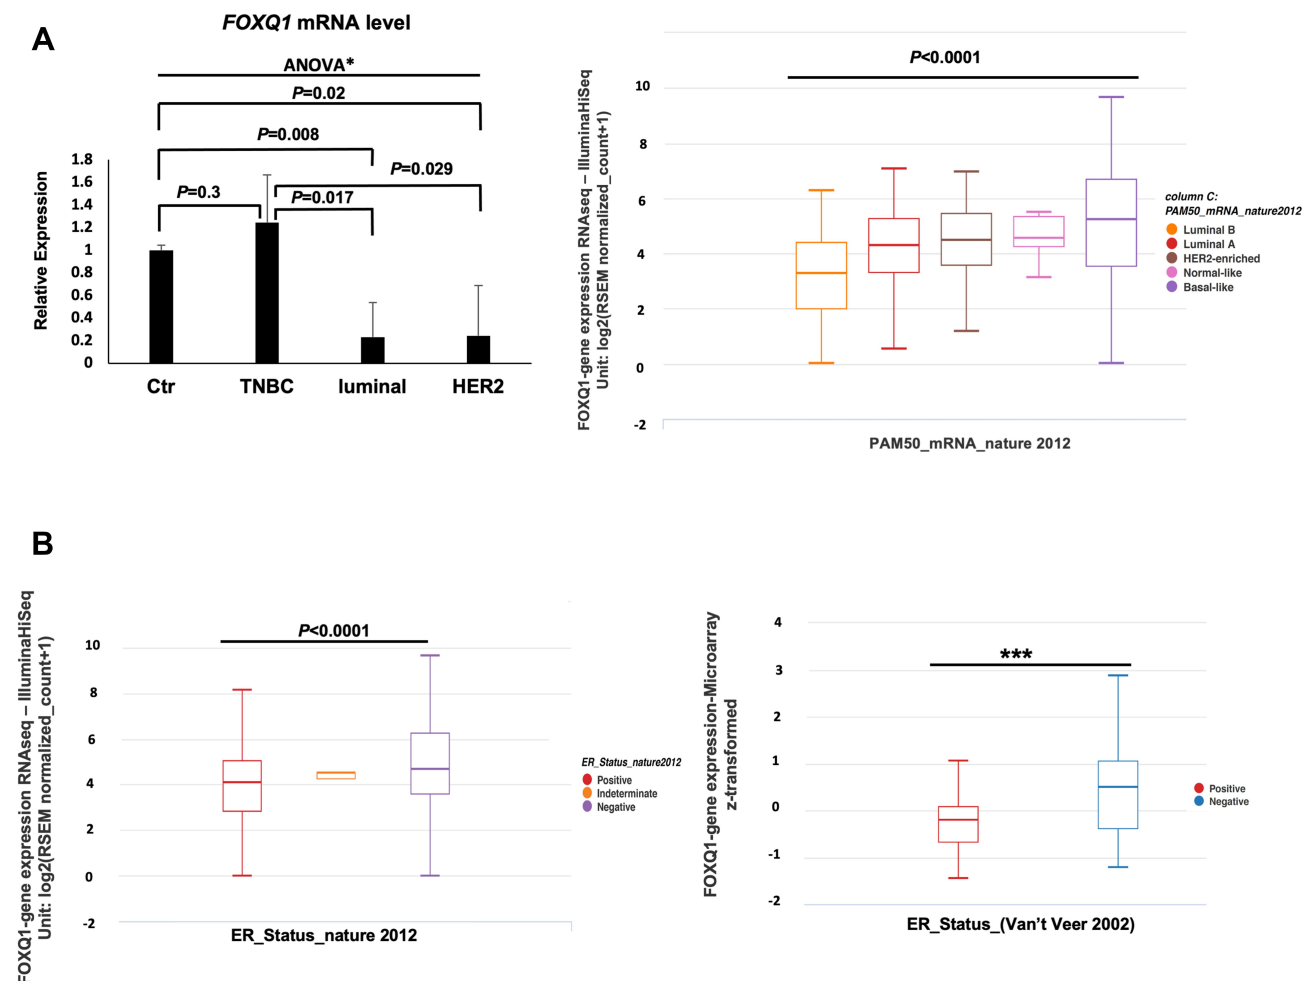 A
FOXQ1 mRNA level
ANOVA*
P=0.02
P=0.008
P=0.029
P=0.3
P=0.017
Relative Expression
1.8
1.6
1.4
1.2
1
0.8
0.6
0.4
0.2
0
Ctr TNBC luminal HER2
P<0.0001
FOXQ1-gene expression RNAseq – IlluminaHiSeq
Unit: log2(RSEM normalized_count+1)
10
8
6
4
2
0
-2
PAM50_mRNA_nature 2012
column C:
PAM50_mRNA_nature2012
Luminal B
Luminal A
HER2-enriched
Normal-like
Basal-like
B
P<0.0001
FOXQ1-gene expression RNAseq – IlluminaHiSeq
Unit: log2(RSEM normalized_count+1)
10
8
6
4
2
0
-2
ER_Status_nature 2012
ER_Status_nature2012
Positive
Indeterminate
Negative
***
FOXQ1-gene expression-Microarray
z-transformed
4
3
2
1
0
-1
-2
ER_Status_(Van’t Veer 2002)
Positive
Negative